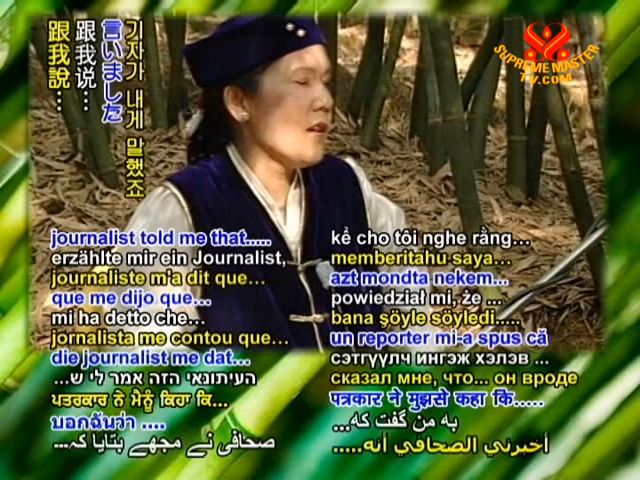 SUPREME MASTER
TV.COM
기자가 내게 말했죠
言いました
跟我说…
跟我說…
journalist told me that.....
erzählte mir ein Journalist,
journaliste m'a dit que…
que me dijo que…
mi ha detto che…
jornalista me contou que…
die journalist me dat…
העיתונאי הזה אמר לי ש...
ਪਤਰਕਾਰ ਨੇ ਮੈਨੂੰ ਕਿਹਾ ਕਿ...
บอกฉันว่า ....
صحافی نے مجھے بتایا کہ....
kể cho tôi nghe rằng…
memberitahu saya…
azt mondta nekem…
powiedział mi, że ...
bana şöyle söyledi.....
un reporter mi-a spus că
сэтгүүлч ингэж хэлэв ...
сказал мне, что... он вроде
पत्रकार ने मुझसे कहा कि.....
به من گفت که...
أخبرني الصحافي أنه.....